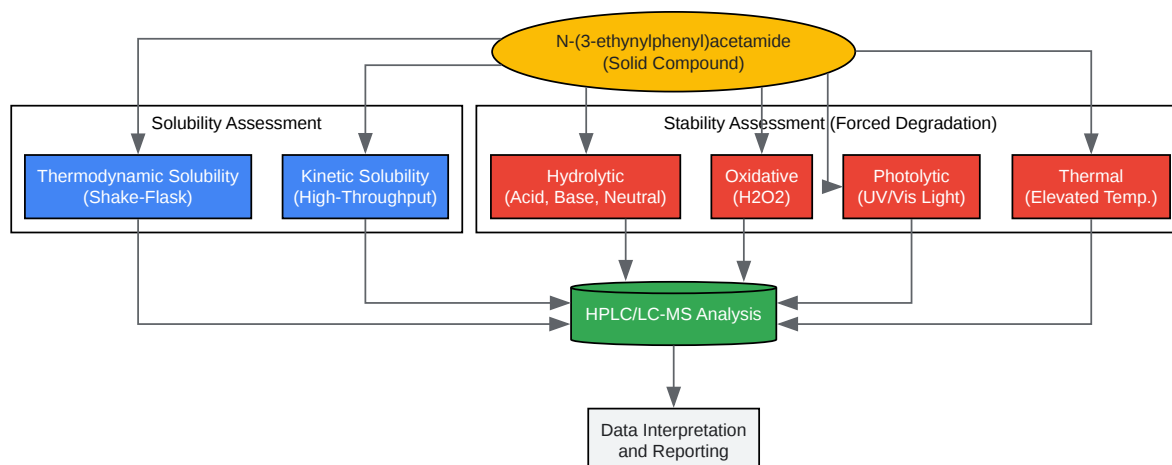 N-(3-ethynylphenyl)acetamide
(Solid Compound)
Solubility Assessment
Stability Assessment (Forced Degradation)
Thermodynamic Solubility
(Shake-Flask)
Kinetic Solubility
(High-Throughput)
Hydrolytic
(Acid, Base, Neutral)
Oxidative
(H2O2)
Photolytic
(UV/Vis Light)
Thermal
(Elevated Temp.)
HPLC/LC-MS Analysis
Data Interpretation
and Reporting